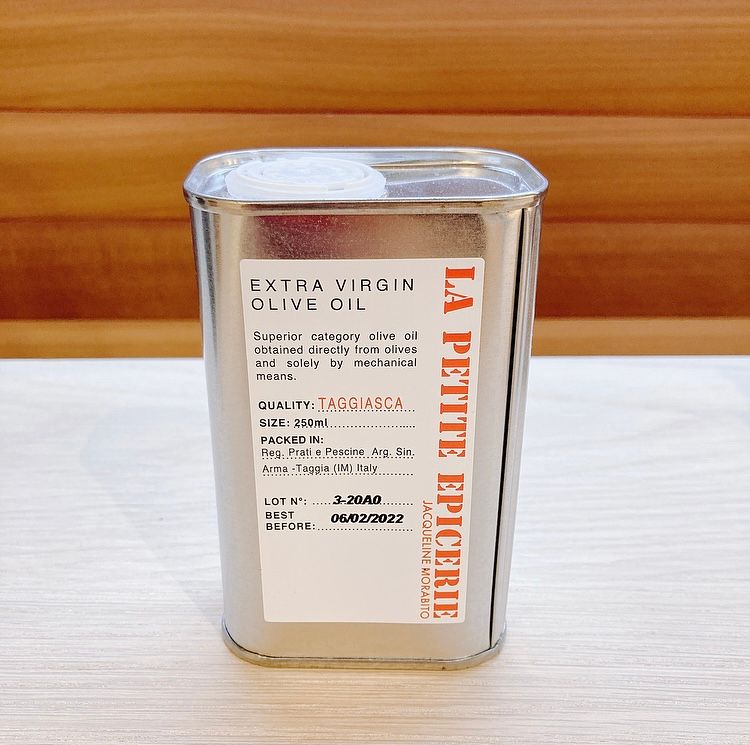 EXTRA VIRGIN
OLIVE OIL
Superior category olive oil
obtained directly from olives
and solely by mechanical
means.
QUALITY: TAGGIASCA
SIZE: 250ml
PACKED IN:
Reg. Prati e Pescine Arg. Sin.
Arma -Taggia (IM) Italy
LOT N°: 3-20A0
BEST
BEFORE: 06/02/2022
LA PETITE EPICERIE
JACQUELINE MORABITO